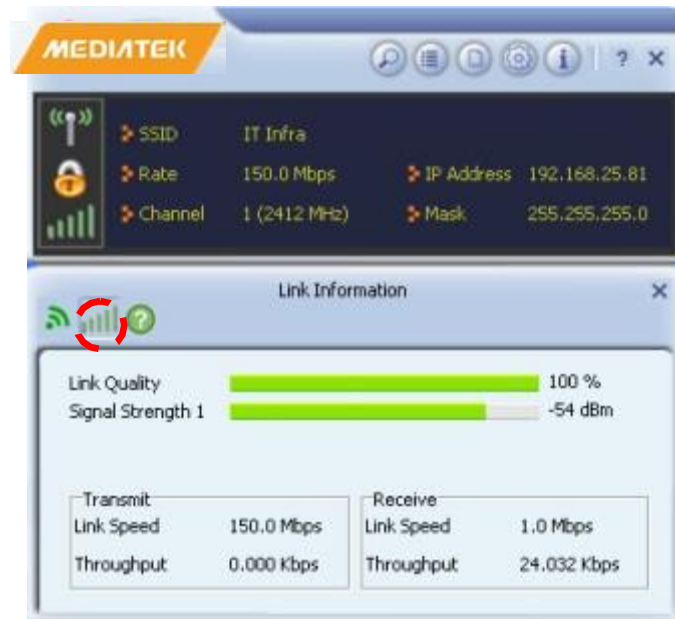 MEDIATEK
? ×
SSID IT Infra
Rate 150.0 Mbps IP Address 192.168.25.81
Channel 1 (2412 MHz) Mask 255.255.255.0
Link Information ×
?
Link Quality 100 %
Signal Strength 1 -54 dBm
Transmit Receive
Link Speed 150.0 Mbps Link Speed 1.0 Mbps
Throughput 0.000 Kbps Throughput 24.032 Kbps